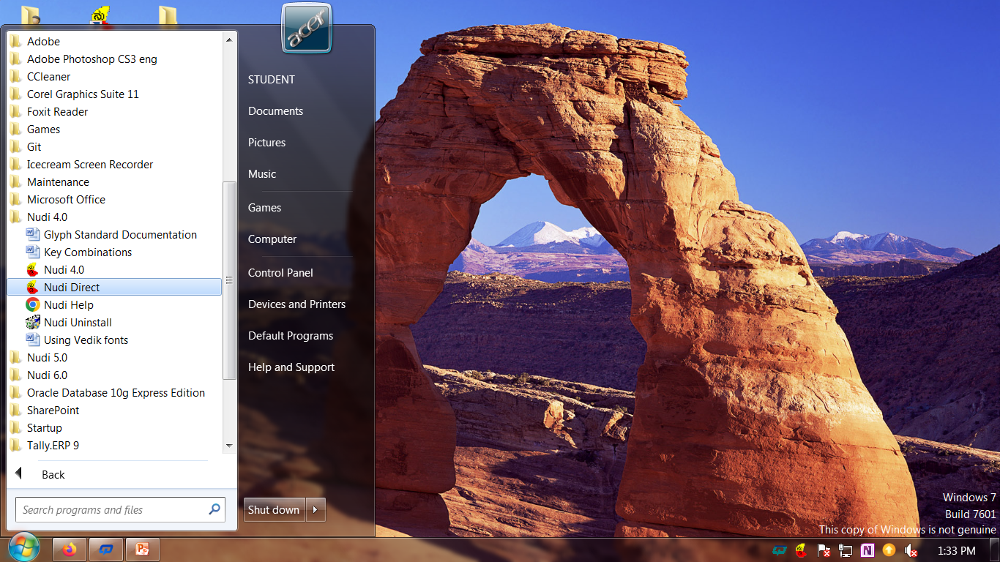 Adobe
Adobe Photoshop CS3 eng
CCleaner
Corel Graphics Suite 11
Foxit Reader
Games
Git
Icecream Screen Recorder
Maintenance
Microsoft Office
Nudi 4.0
Glyph Standard Documentation
Key Combinations
Nudi 4.0
Nudi Direct
Nudi Help
Nudi Uninstall
Using Vedik fonts
Nudi 5.0
Nudi 6.0
Oracle Database 10g Express Edition
SharePoint
Startup
Tally.ERP 9
Back
Search programs and files
acer
STUDENT
Documents
Pictures
Music
Games
Computer
Control Panel
Devices and Printers
Default Programs
Help and Support
Shut down
Windows 7
Build 7601
This copy of Windows is not genuine
1:33 PM